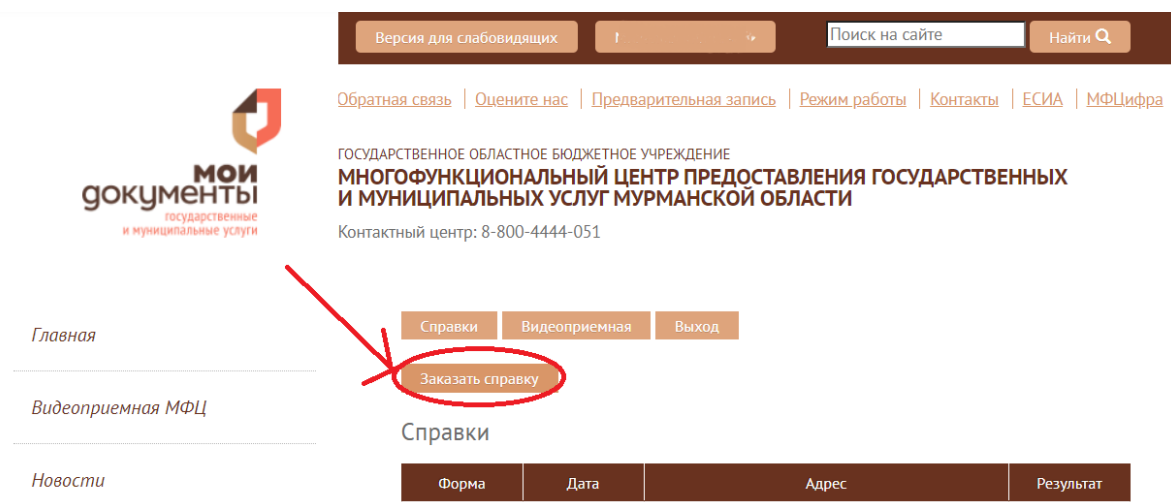 Версия для слабовидящих
Поиск на сайте
Найти
Обратная связь | Оцените нас | Предварительная запись | Режим работы | Контакты | ЕСИА | МФЦифра
мои
документы
государственные
и муниципальные услуги
ГОСУДАРСТВЕННОЕ ОБЛАСТНОЕ БЮДЖЕТНОЕ УЧРЕЖДЕНИЕ
МНОГОФУНКЦИОНАЛЬНЫЙ ЦЕНТР ПРЕДОСТАВЛЕНИЯ ГОСУДАРСТВЕННЫХ
И МУНИЦИПАЛЬНЫХ УСЛУГ МУРМАНСКОЙ ОБЛАСТИ
Контактный центр: 8-800-4444-051
Главная
Видеоприемная МФЦ
Новости
Справки Видеоприемная Выход
Заказать справку
Справки
Форма Дата Адрес Результат